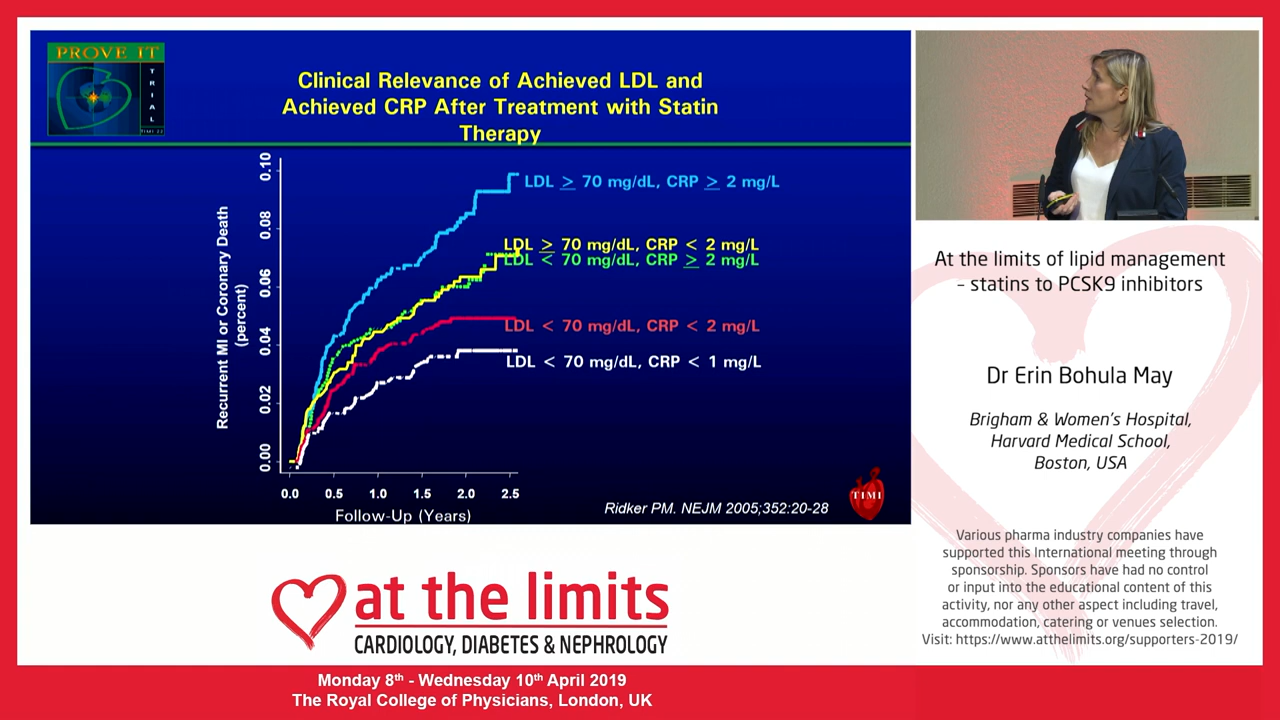 PROVE IT
TRIAL
TIMI 22
Clinical Relevance of Achieved LDL and
Achieved CRP After Treatment with Statin
Therapy
Recurrent MI or Coronary Death
(percent)
0.10
0.08
0.06
0.04
0.02
0.00
LDL ≥ 70 mg/dL, CRP ≥ 2 mg/L
LDL ≥ 70 mg/dL, CRP < 2 mg/L
LDL < 70 mg/dL, CRP ≥ 2 mg/L
LDL < 70 mg/dL, CRP < 2 mg/L
LDL < 70 mg/dL, CRP < 1 mg/L
0.0 0.5 1.0 1.5 2.0 2.5
Follow-Up (Years)
Ridker PM. NEJM 2005;352:20-28
TIMI
At the limits of lipid management
– statins to PCSK9 inhibitors
Dr Erin Bohula May
Brigham & Women's Hospital,
Harvard Medical School,
Boston, USA
Various pharma industry companies have
supported this International meeting through
sponsorship. Sponsors have had no control
or input into the educational content of this
activity, nor any other aspect including travel,
accommodation, catering or venues selection.
Visit: https://www.atthelimits.org/supporters-2019/
at the limits
CARDIOLOGY, DIABETES & NEPHROLOGY
Monday 8th - Wednesday 10th April 2019
The Royal College of Physicians, London, UK